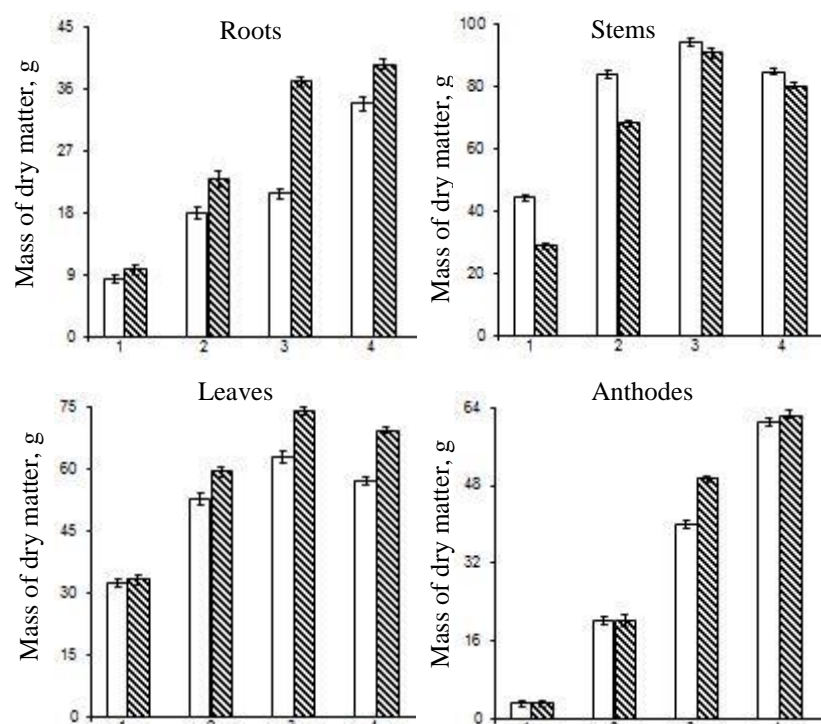 Roots
Mass of dry matter, g
45
36
27
18
9
0
1 2 3 4
Stems
Mass of dry matter, g
100
80
60
40
20
0
1 2 3 4
Leaves
Mass of dry matter, g
75
60
45
30
15
0
Anthodes
Mass of dry matter, g
64
48
32
16
0